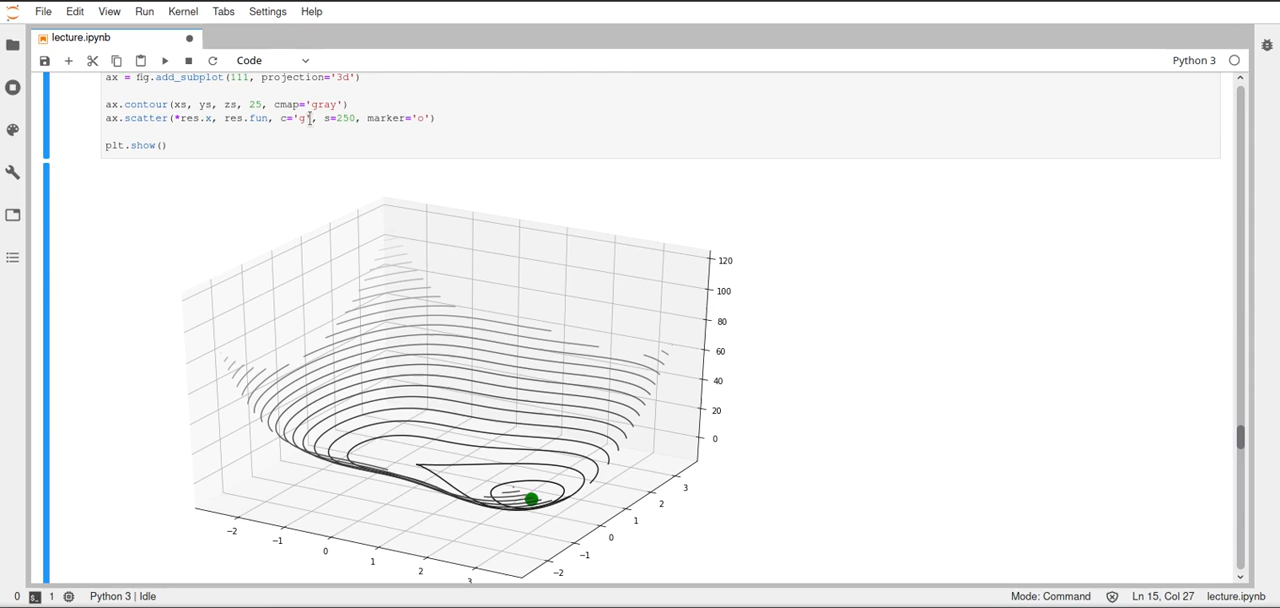 File Edit View Run Kernel Tabs Settings Help
lecture.ipynb
Code
Python 3
ax = fig.add_subplot(111, projection='3d')
ax.contour(xs, ys, zs, 25, cmap='gray')
ax.scatter(*res.x, res.fun, c='g', s=250, marker='o')
plt.show()
120
100
80
60
40
20
0
3
2
1
0
−1
−2
−2
−1
0
1
2
3
0 1 Python 3 | Idle Mode: Command Ln 15, Col 27 lecture.ipynb